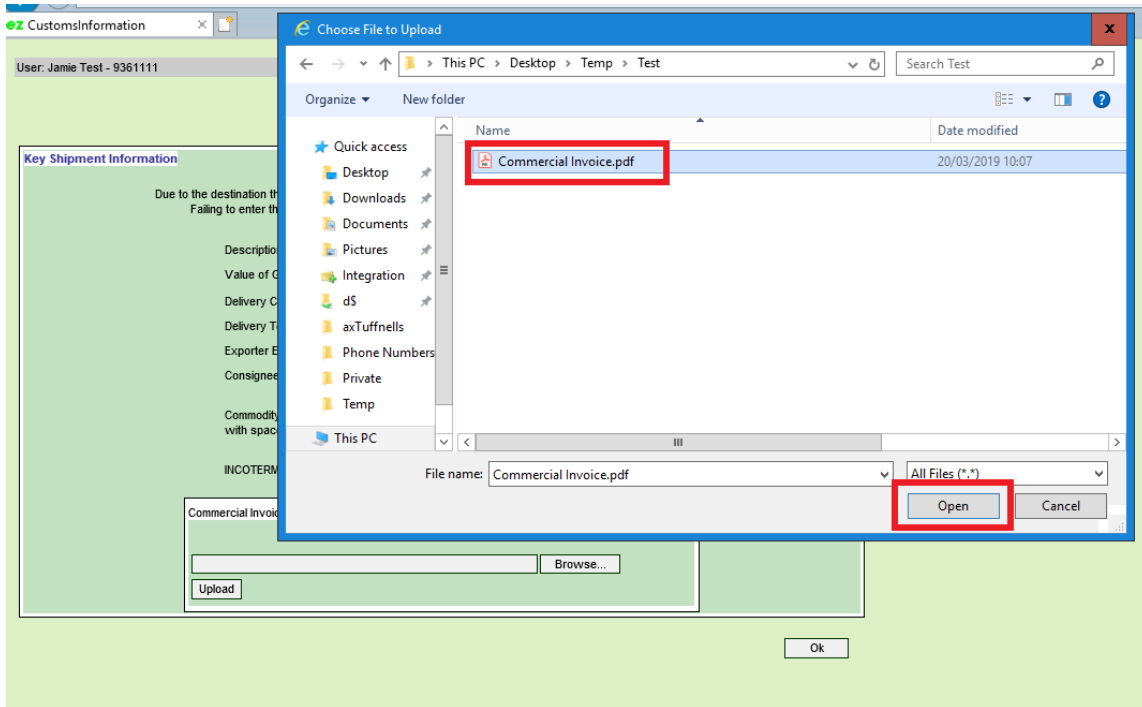 ez CustomsInformation
Choose File to Upload
x
User: Jamie Test - 9361111
This PC > Desktop > Temp > Test
Search Test
Organize
New folder
Key Shipment Information
Due to the destination th
Failing to enter th
Descriptio
Value of G
Delivery C
Delivery T
Exporter E
Consignee
Commodity
with spac
INCOTERM
Quick access
Desktop
Downloads
Documents
Pictures
Integration
d$
axTuffnells
Phone Numbers
Private
Temp
This PC
Name
Date modified
Commercial Invoice.pdf
20/03/2019 10:07
File name: Commercial Invoice.pdf
All Files (*.*)
Open
Cancel
Commercial Invoic
Browse...
Upload
Ok